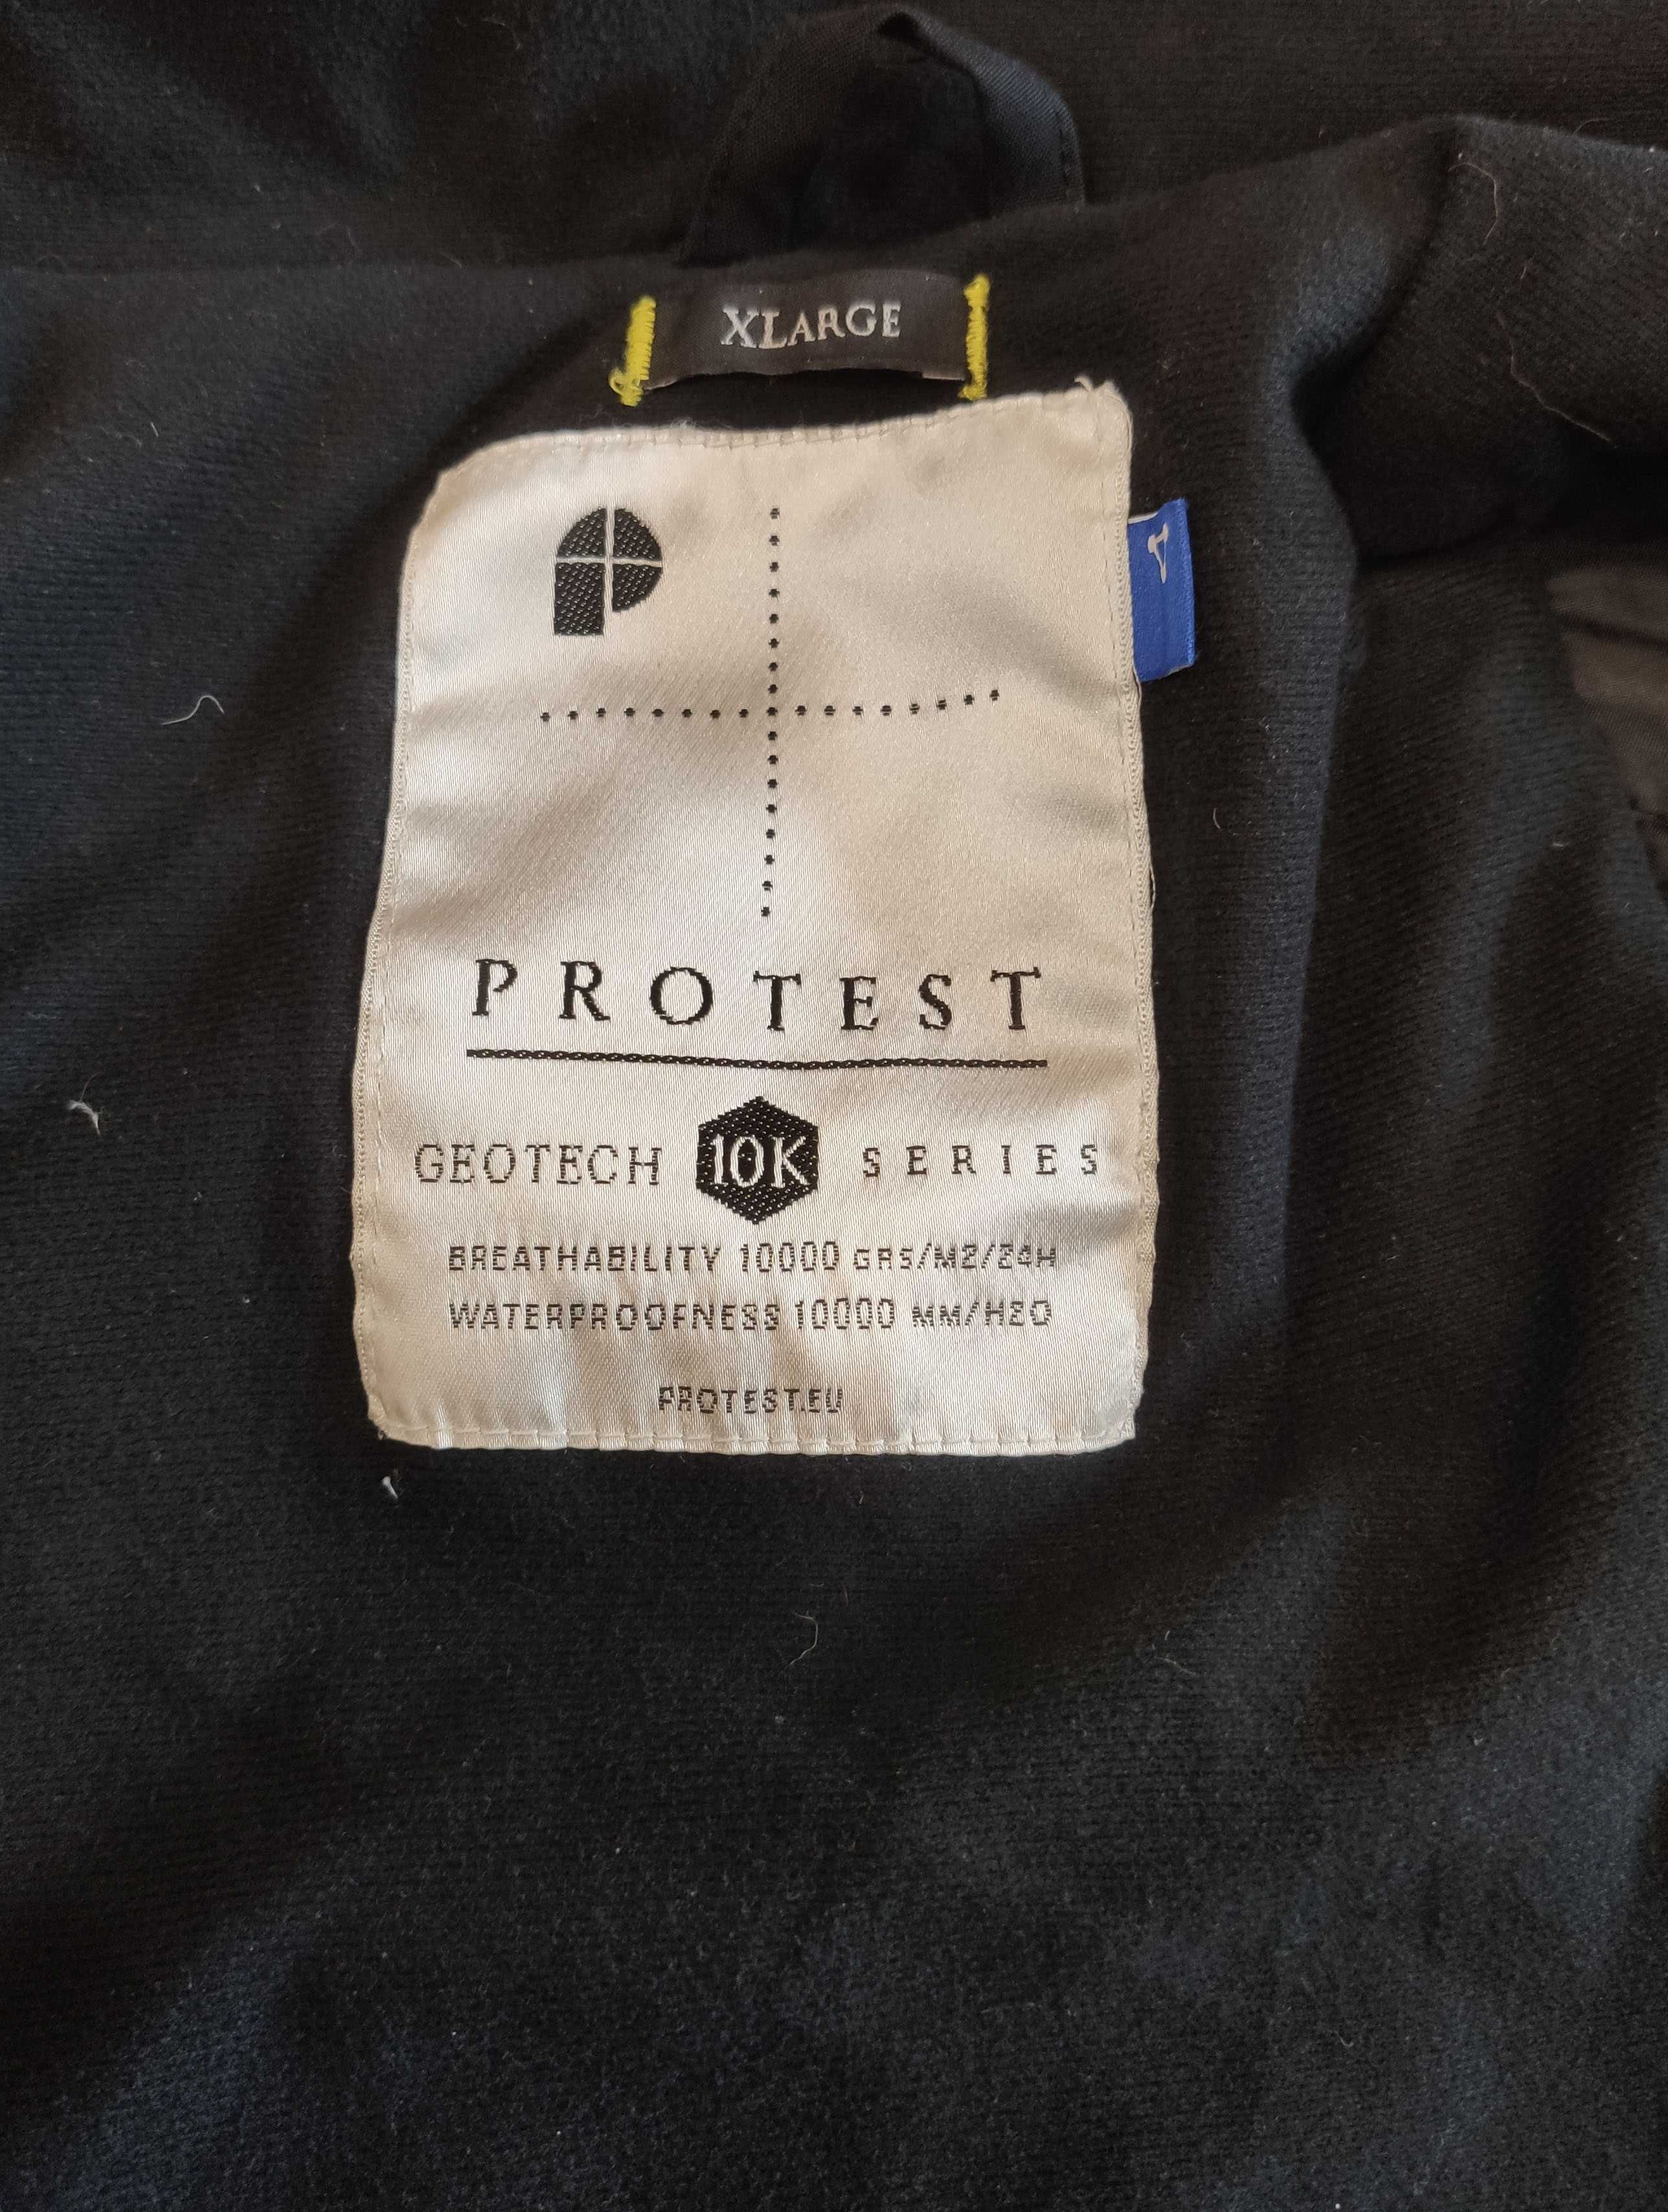 XLARGE
PROTEST
GEOTECH 10K SERIES
BREATHABILITY 10000 GRS/M2/24H
WATERPROOFNESS 10000 MM/H2O
PROTEST.EU